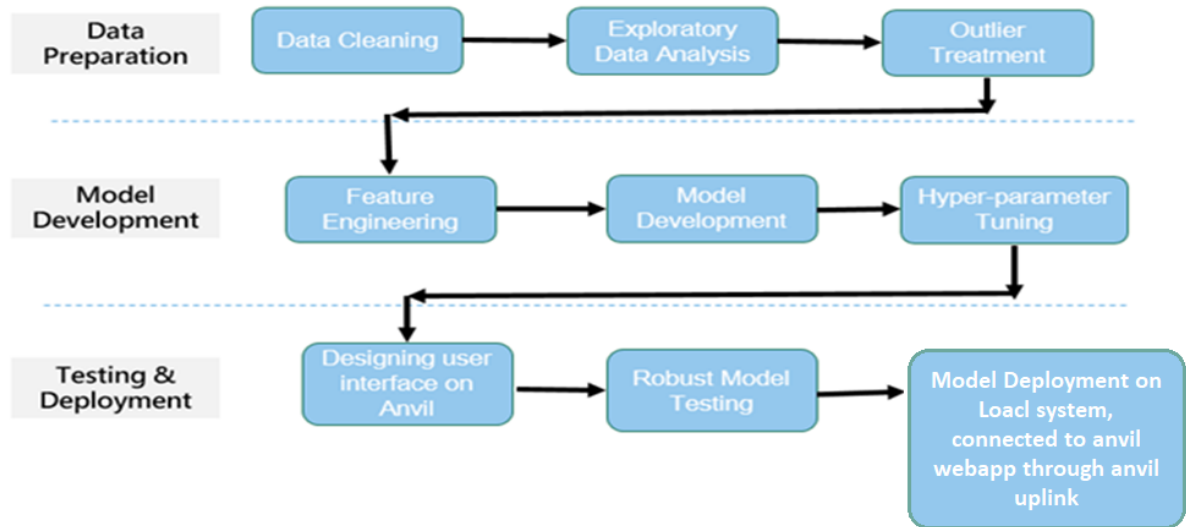 Data
Preparation
Data Cleaning
Exploratory
Data Analysis
Outlier
Treatment
Model
Development
Feature
Engineering
Model
Development
Hyper-parameter
Tuning
Testing &
Deployment
Designing user
interface on
Anvil
Robust Model
Testing
Model Deployment on
Loacl system,
connected to anvil
webapp through anvil
uplink